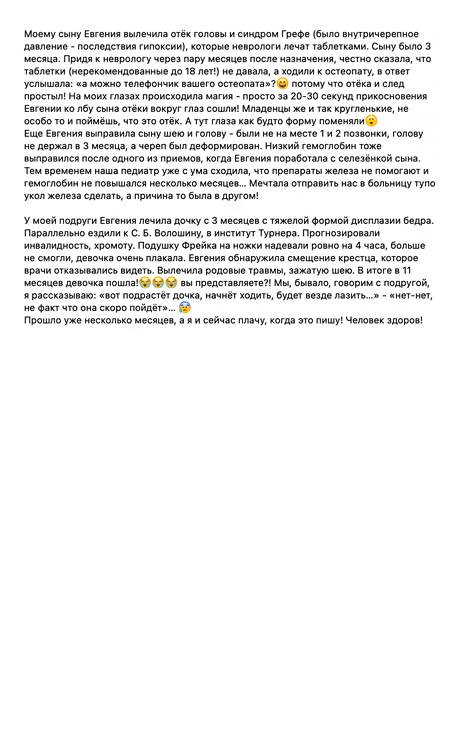 Моему сыну Евгения вылечила отёк головы и синдром Грефе (было внутричерепное
давление - последствия гипоксии), которые неврологи лечат таблетками. Сыну было 3
месяца. Придя к неврологу через пару месяцев после назначения, честно сказала, что
таблетки (нерекомендованные до 18 лет!) не давала, а ходили к остеопату, в ответ
услышала: «а можно телефончик вашего остеопата»?😀 потому что отёка и след
простыл! На моих глазах происходила магия - просто за 20-30 секунд прикосновения
Евгении ко лбу сына отёки вокруг глаз сошли! Младенцы же и так кругленькие, не
особо то и поймёшь, что это отёк. А тут глаза как будто форму поменяли😮
Еще Евгения выправила сыну шею и голову - были не на месте 1 и 2 позвонки, голову
не держал в 3 месяца, а череп был деформирован. Низкий гемоглобин тоже
выправился после одного из приемов, когда Евгения поработала с селезёнкой сына.
Тем временем наша педиатр уже с ума сходила, что препараты железа не помогают и
гемоглобин не повышался несколько месяцев... Мечтала отправить нас в больницу тупо
укол железа сделать, а причина то была в другом!
У моей подруги Евгения лечила дочку с 3 месяцев с тяжелой формой дисплазии бедра.
Параллельно ездили к С. Б. Волошину, в институт Турнера. Прогнозировали
инвалидность, хромоту. Подушку Фрейка на ножки надевали ровно на 4 часа, больше
не смогли, девочка очень плакала. Евгения обнаружила смещение крестца, которое
врачи отказывались видеть. Вылечила родовые травмы, зажатую шею. В итоге в 11
месяцев девочка пошла!😭😭😭 вы представляете?! Мы, бывало, говорим с подругой,
я рассказываю: «вот подрастёт дочка, начнёт ходить, будет везде лазить...» - «нет-нет,
не факт что она скоро пойдёт»... 😰
Прошло уже несколько месяцев, а я и сейчас плачу, когда это пишу! Человек здоров!